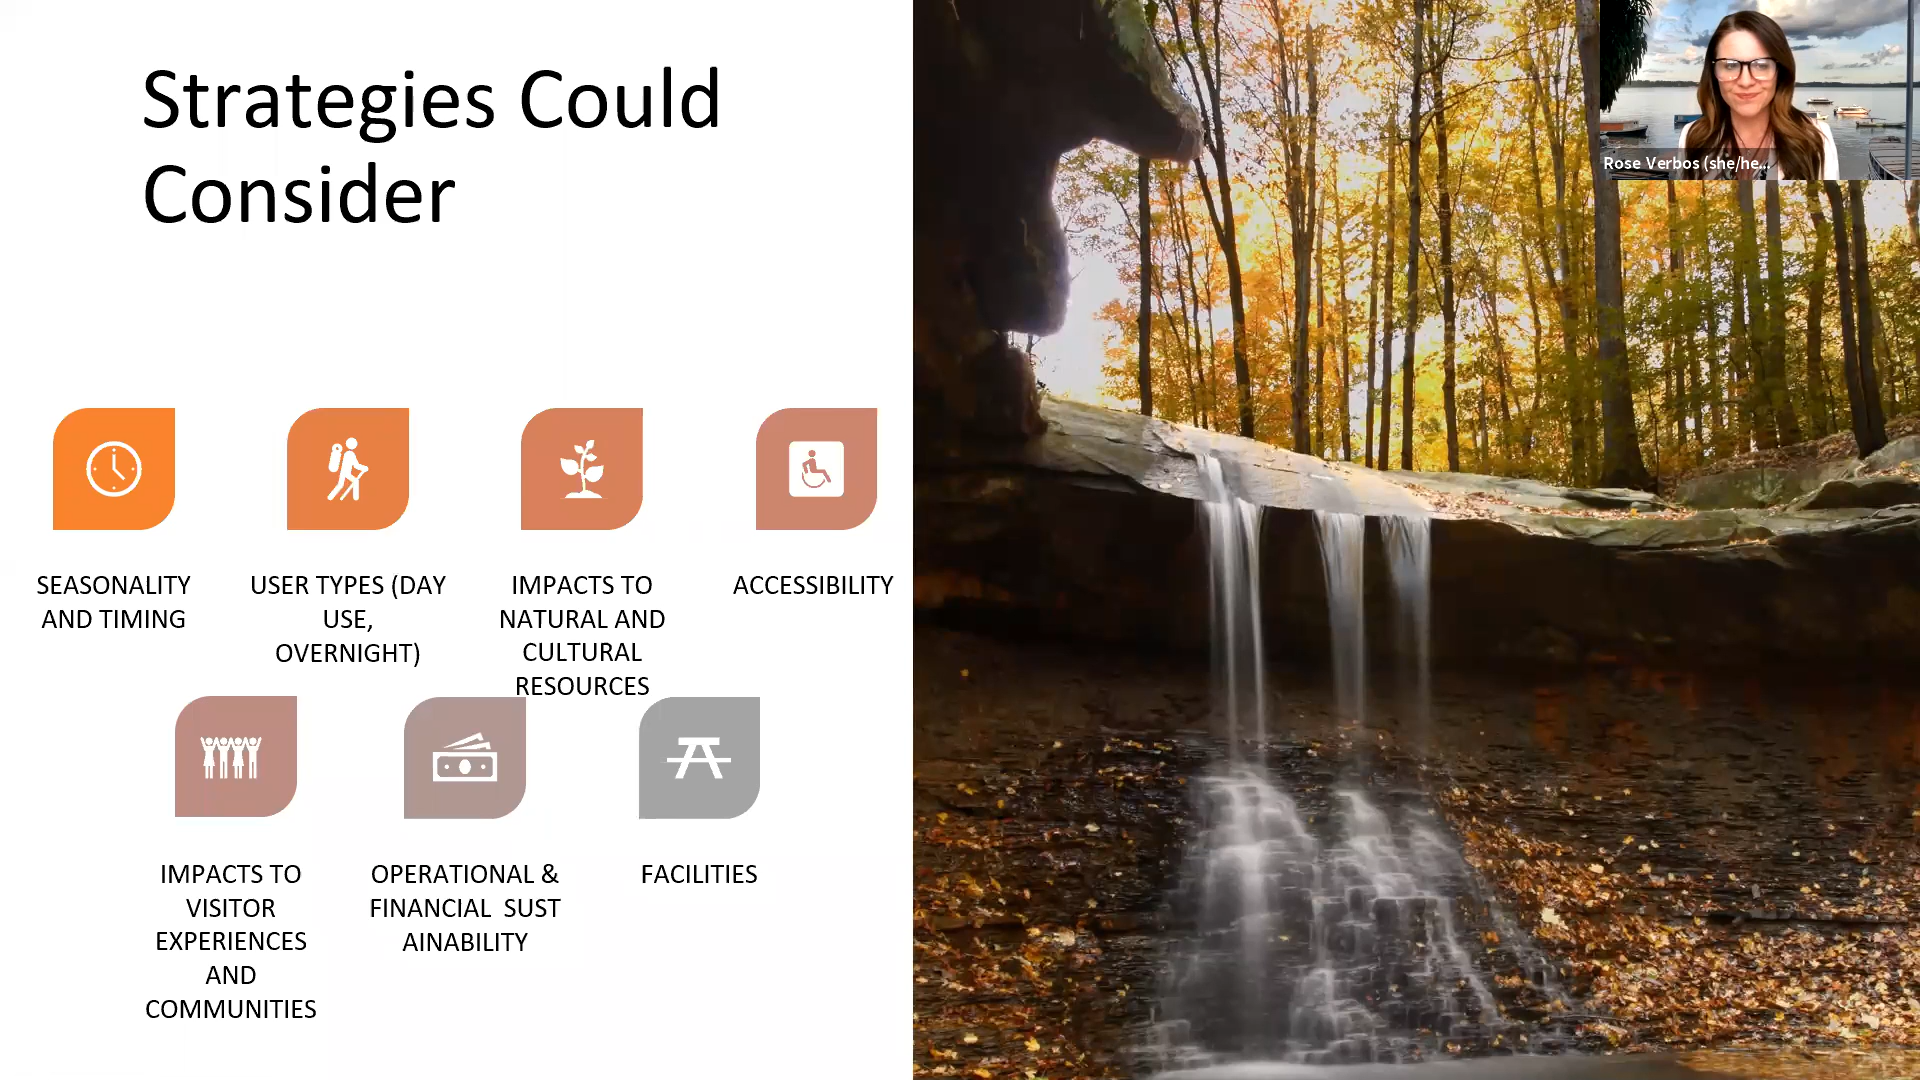 Strategies Could
Consider
SEASONALITY
AND TIMING
USER TYPES (DAY
USE,
OVERNIGHT)
IMPACTS TO
NATURAL AND
CULTURAL
RESOURCES
ACCESSIBILITY
IMPACTS TO
VISITOR
EXPERIENCES
AND
COMMUNITIES
OPERATIONAL &
FINANCIAL  SUST
AINABILITY
FACILITIES
Rose Verbos (she/he...